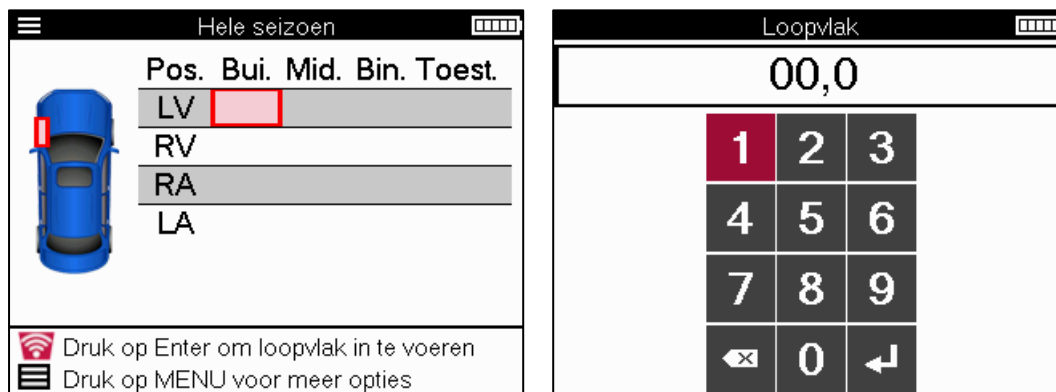 Hele seizoen
Pos. Bui. Mid. Bin. Toest.
LV
RV
RA
LA
Druk op Enter om loopvlak in te voeren
Druk op MENU voor meer opties
Loopvlak
00,0
1 2 3
4 5 6
7 8 9
0